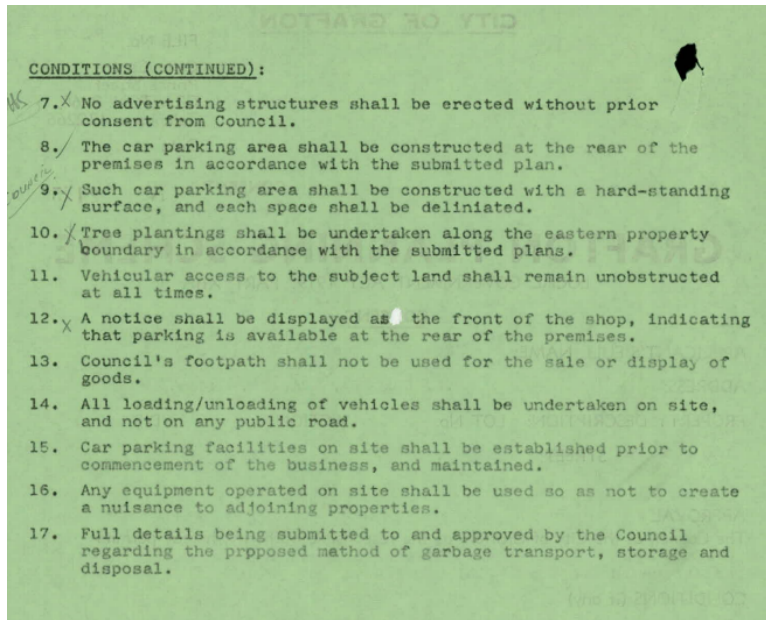 CONDITIONS (CONTINUED):
HS 7.X No advertising structures shall be erected without prior
consent from Council.
8./ The car parking area shall be constructed at the rear of the
premises in accordance with the submitted plan.
Council 9.X Such car parking area shall be constructed with a hard-standing
surface, and each space shall be deliniated.
10.X Tree plantings shall be undertaken along the eastern property
boundary in accordance with the submitted plans.
11. Vehicular access to the subject land shall remain unobstructed
at all times.
12.X A notice shall be displayed as the front of the shop, indicating
that parking is available at the rear of the premises.
13. Council's footpath shall not be used for the sale or display of
goods.
14. All loading/unloading of vehicles shall be undertaken on site,
and not on any public road.
15. Car parking facilities on site shall be established prior to
commencement of the business, and maintained.
16. Any equipment operated on site shall be used so as not to create
a nuisance to adjoining properties.
17. Full details being submitted to and approved by the Council
regarding the prpposed mathod of garbage transport, storage and
disposal.